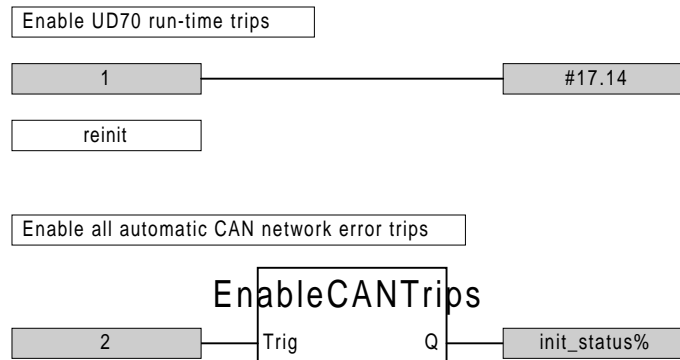 Enable UD70 run-time trips
1 #17.14
reinit
Enable all automatic CAN network error trips
EnableCANTrips
2 Trig Q init_status%